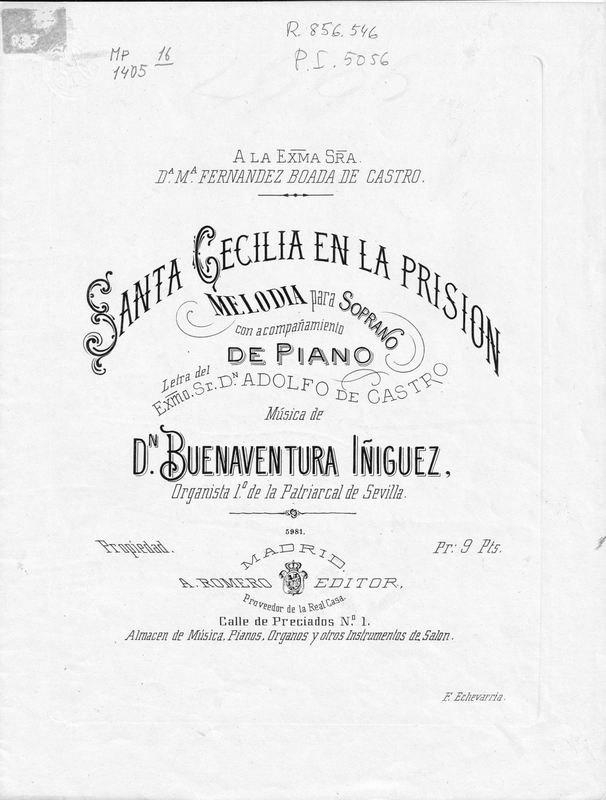 R. 856.546
Mp 16
1405
P.I. 5056
A LA EXMA SRA.
Dª. Mª. FERNANDEZ BOADA DE CASTRO.
SANTA CECILIA EN LA PRISION
MELODIA para SOPRANO
con acompañamiento
DE PIANO
Letra del
Exmo. Sr. Dn ADOLFO DE CASTRO
Música de
Dn. BUENAVENTURA IÑIGUEZ,
Organista 1.º de la Patriarcal de Sevilla.
5981.
Propiedad. MADRID. Pr: 9 Pts.
A. ROMERO EDITOR,
Proveedor de la Real Casa.
Calle de Preciados N.º 1.
Almacen de Música, Pianos, Organos y otros Instrumentos de Salon.
F. Echevarria.